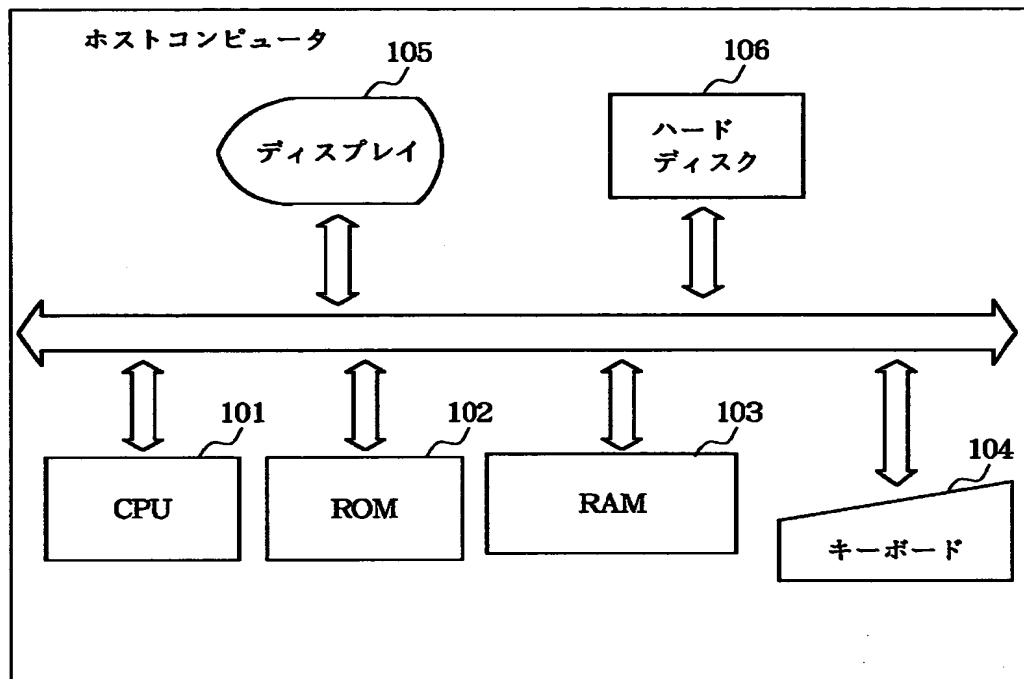 ホストコンピュータ
105
106
ディスプレイ
ハード
ディスク
101
102
103
104
CPU
ROM
RAM
キーボード